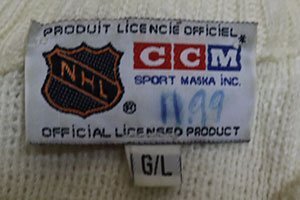 PRODUIT LICENCIÉ OFFICIEL*
NHL
CCM
SPORT MASKA INC.
®
11.99
OFFICIAL LICENSED PRODUCT
G/L